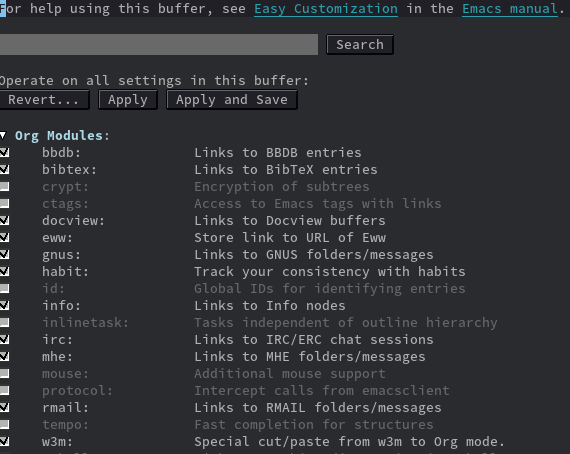 For help using this buffer, see Easy Customization in the Emacs manual.
Search
Operate on all settings in this buffer:
Revert... Apply Apply and Save
Org Modules:
bbdb: Links to BBDB entries
bibtex: Links to BibTeX entries
crypt: Encryption of subtrees
ctags: Access to Emacs tags with links
docview: Links to Docview buffers
eww: Store link to URL of Eww
gnus: Links to GNUS folders/messages
habit: Track your consistency with habits
id: Global IDs for identifying entries
info: Links to Info nodes
inlinetask: Tasks independent of outline hierarchy
irc: Links to IRC/ERC chat sessions
mhe: Links to MHE folders/messages
mouse: Additional mouse support
protocol: Intercept calls from emacsclient
rmail: Links to RMAIL folders/messages
tempo: Fast completion for structures
w3m: Special cut/paste from w3m to Org mode.